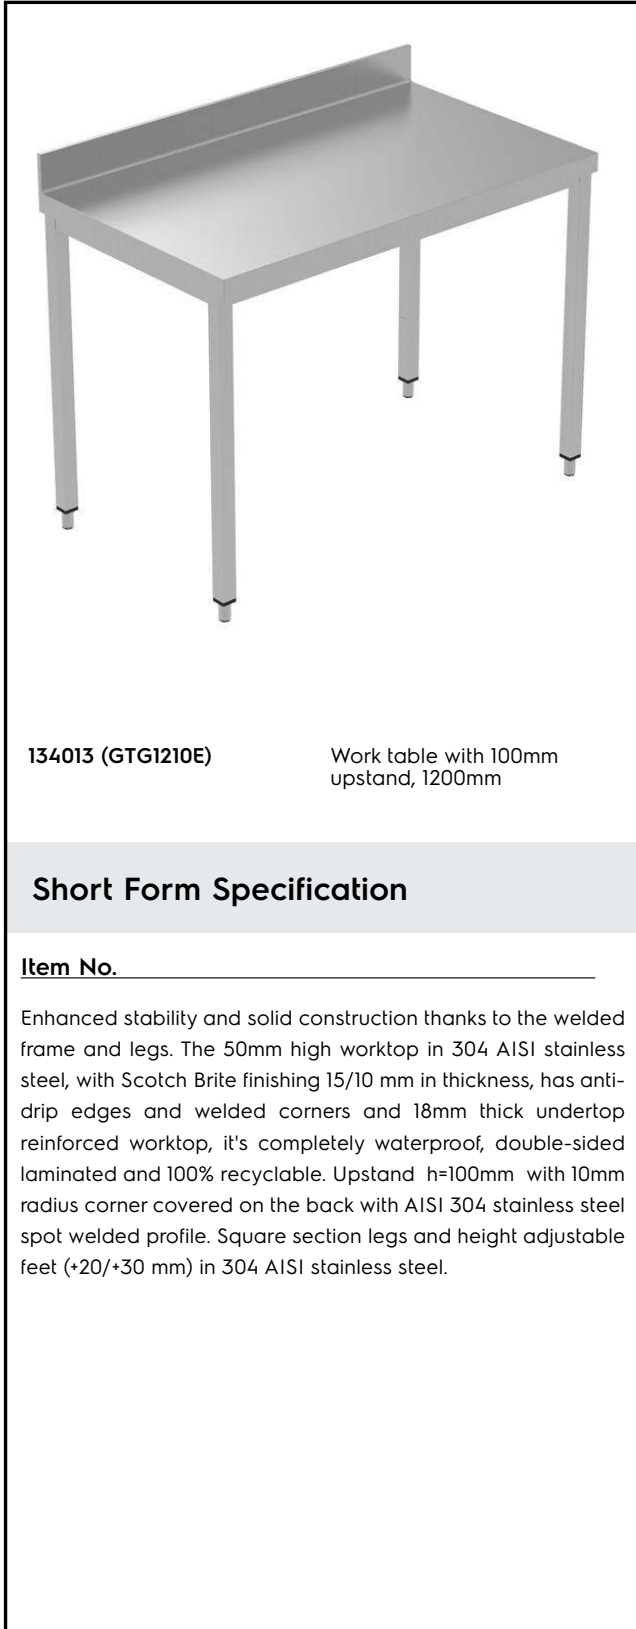 134013 (GTG1210E)
Work table with 100mm
upstand, 1200mm
Short Form Specification
Item No.
Enhanced stability and solid construction thanks to the welded
frame and legs. The 50mm high worktop in 304 AISI stainless
steel, with Scotch Brite finishing 15/10 mm in thickness, has anti-
drip edges and welded corners and 18mm thick undertop
reinforced worktop, it's completely waterproof, double-sided
laminated and 100% recyclable. Upstand h=100mm with 10mm
radius corner covered on the back with AISI 304 stainless steel
spot welded profile. Square section legs and height adjustable
feet (+20/+30 mm) in 304 AISI stainless steel.